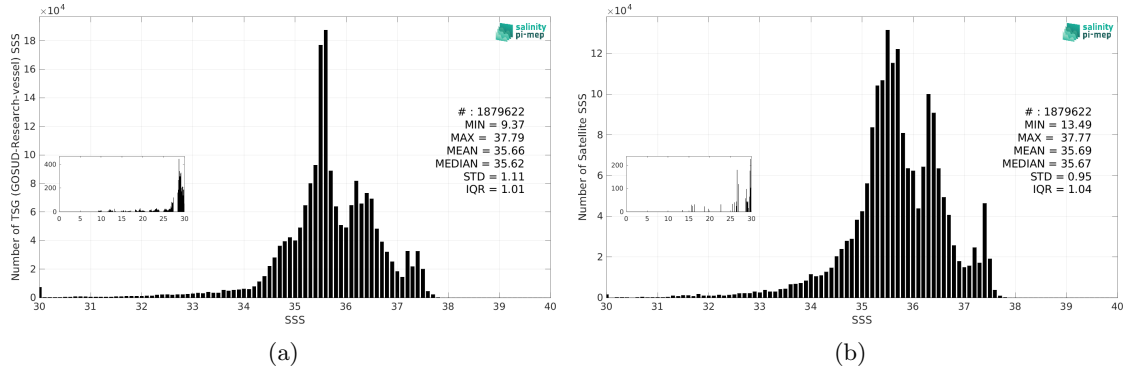 ×10⁴
18
16
14
12
10
8
6
4
2
0
Number of TSG (GOSUD-Research-vessel) SSS
salinity
pi-mep
# : 1879622
MIN = 9.37
MAX = 37.79
MEAN = 35.66
MEDIAN = 35.62
STD = 1.11
IQR = 1.01
400
200
0
0 5 10 15 20 25 30
30 31 32 33 34 35 36 37 38 39 40
SSS
(a)
×10⁴
12
10
8
6
4
2
0
Number of Satellite SSS
salinity
pi-mep
# : 1879622
MIN = 13.49
MAX = 37.77
MEAN = 35.69
MEDIAN = 35.67
STD = 0.95
IQR = 1.04
200
100
0
0 5 10 15 20 25 30
30 31 32 33 34 35 36 37 38 39 40
SSS
(b)